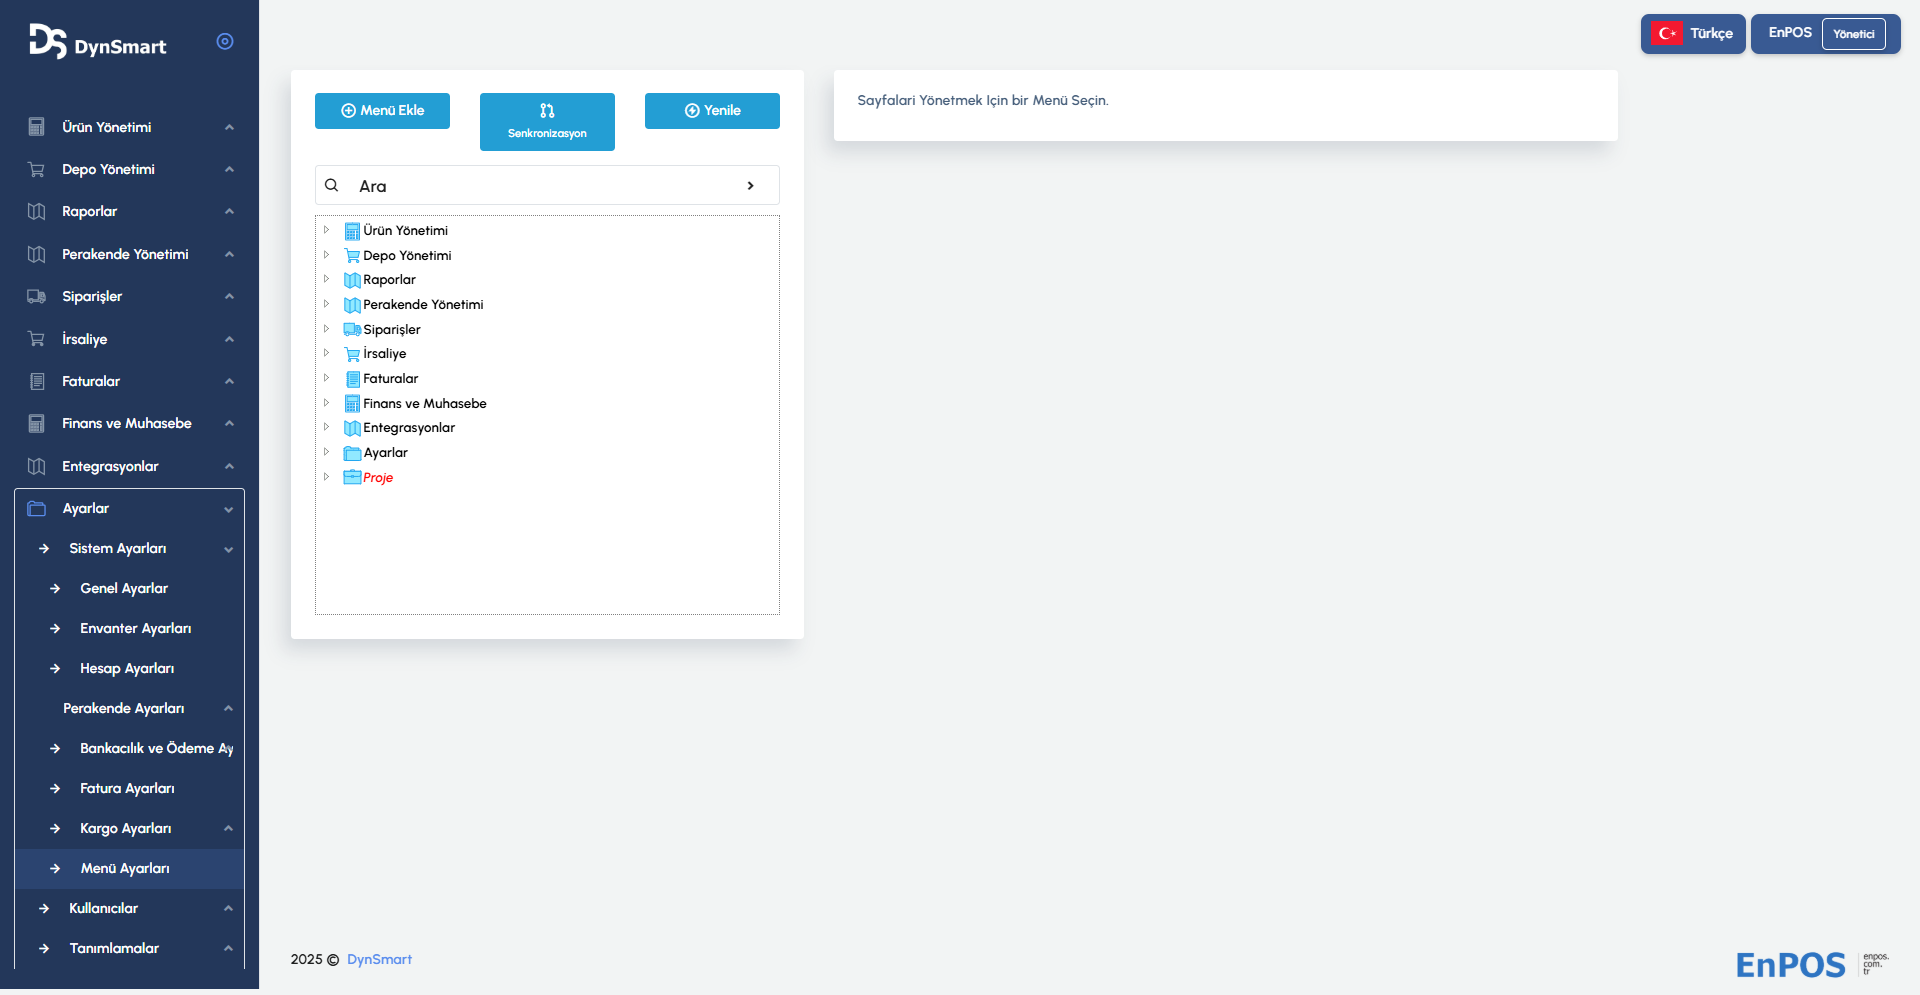 DynSmart
Ürün Yönetimi
Depo Yönetimi
Raporlar
Perakende Yönetimi
Siparişler
İrsaliye
Faturalar
Finans ve Muhasebe
Entegrasyonlar
Ayarlar
Sistem Ayarları
Genel Ayarlar
Envanter Ayarları
Hesap Ayarları
Perakende Ayarları
Bankacılık ve Ödeme Ay
Fatura Ayarları
Kargo Ayarları
Menü Ayarları
Kullanıcılar
Tanımlamalar
Türkçe
EnPOS Yönetici
Menü Ekle
Senkronizasyon
Yenile
Ara
Ürün Yönetimi
Depo Yönetimi
Raporlar
Perakende Yönetimi
Siparişler
İrsaliye
Faturalar
Finans ve Muhasebe
Entegrasyonlar
Ayarlar
Proje
Sayfalari Yönetmek Için bir Menü Seçin.
2025 © DynSmart
EnPOS
enpos.
com.
tr